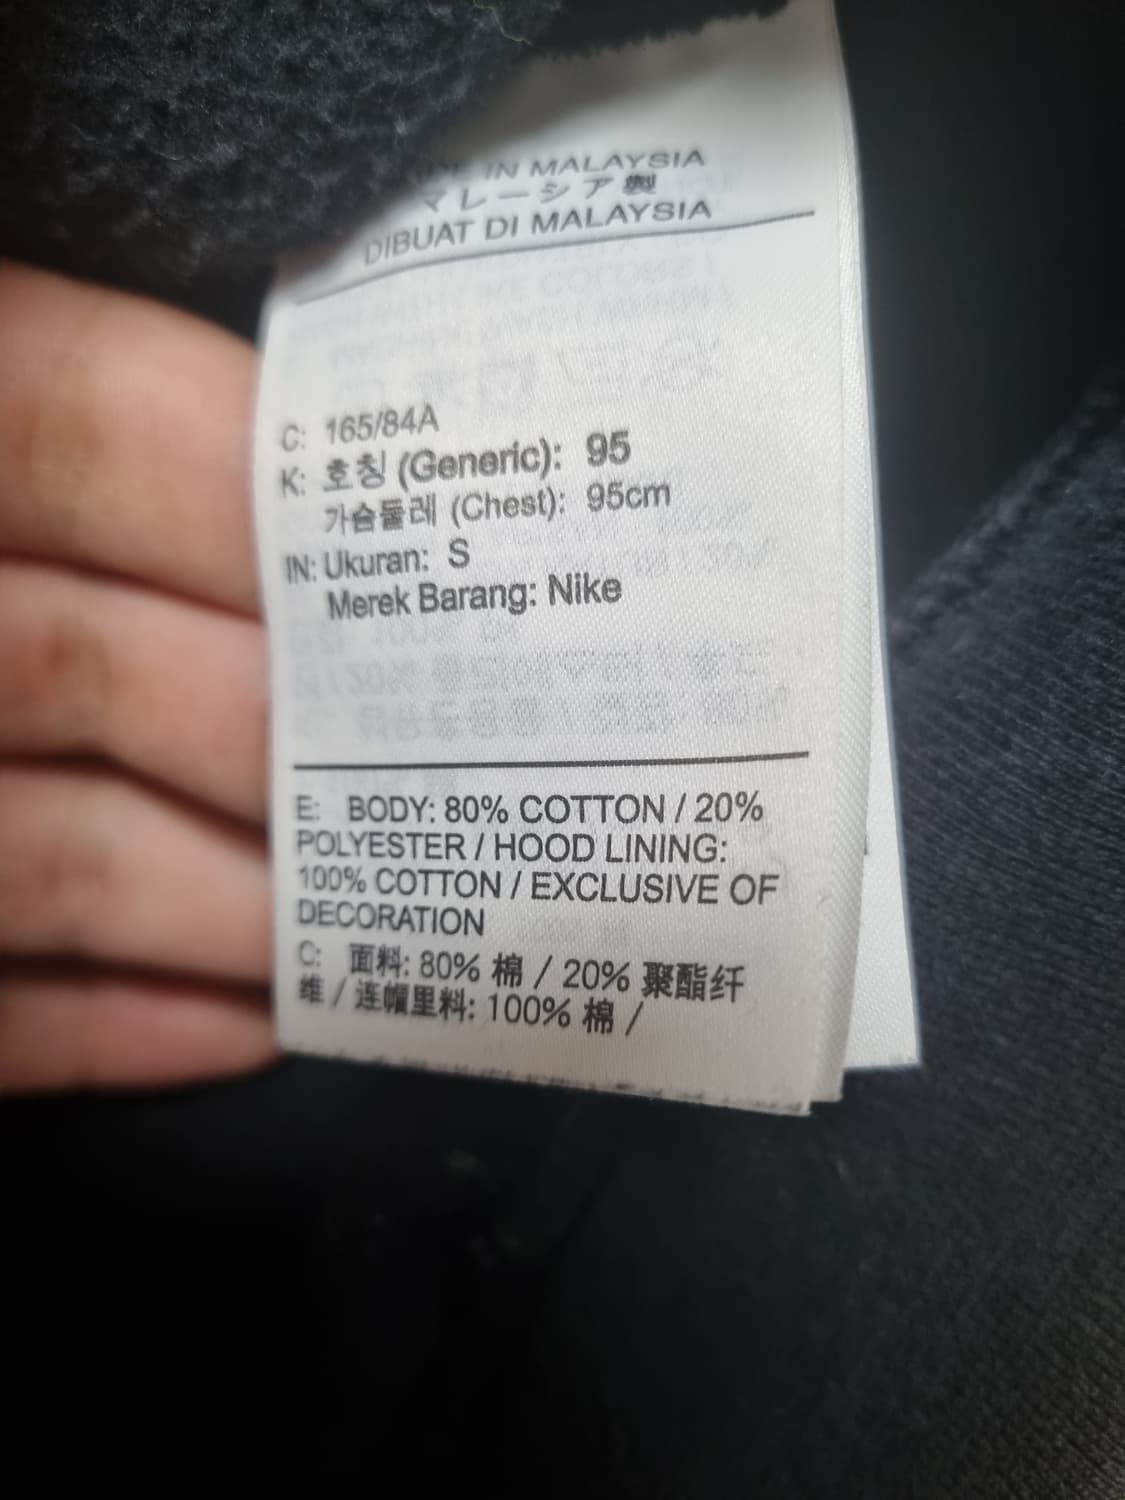 IN MALAYSIA
マレーシア製
DIBUAT DI MALAYSIA
C: 165/84A
K: 호칭 (Generic): 95
가슴둘레 (Chest): 95cm
IN: Ukuran: S
Merek Barang: Nike
E: BODY: 80% COTTON / 20%
POLYESTER / HOOD LINING:
100% COTTON / EXCLUSIVE OF
DECORATION
C: 面料: 80% 棉 / 20% 聚酯纤
维 / 连帽里料: 100% 棉 /